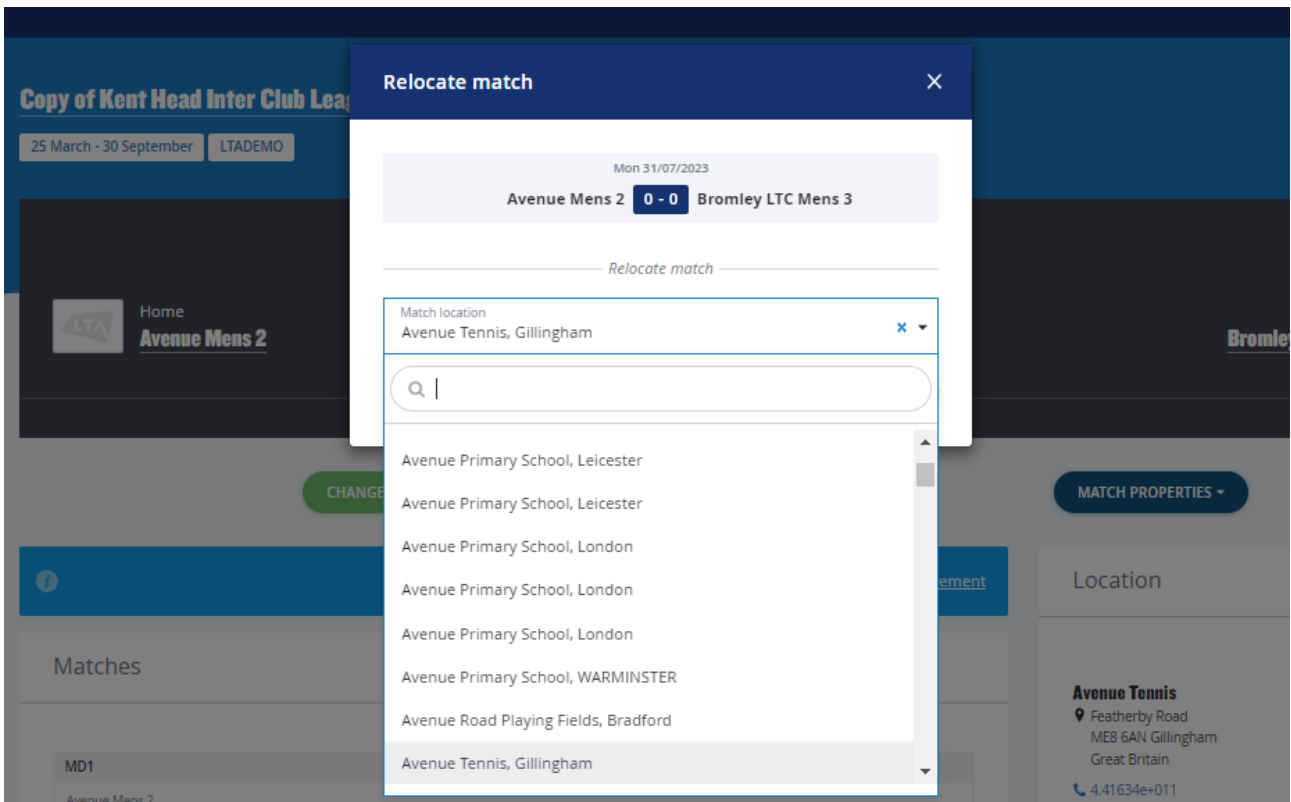 Relocate match
Copy of Kent Head Inter Club Lea
25 March - 30 September LTADEMO
Mon 31/07/2023
Avenue Mens 2 0 - 0 Bromley LTC Mens 3
Relocate match
LTA
Home
Avenue Mens 2
Match location
Avenue Tennis, Gillingham
Bromley
Avenue Primary School, Leicester
Avenue Primary School, Leicester
CHANGE
MATCH PROPERTIES
Avenue Primary School, London
Avenue Primary School, London
ement
Location
Avenue Primary School, London
Matches
Avenue Primary School, WARMINSTER
Avenue Road Playing Fields, Bradford
Avenue Tennis, Gillingham
Avenue Tennis
Featherby Road
ME8 6AN Gillingham
Great Britain
4.41634e+011
MD1
Avenue Mens 2